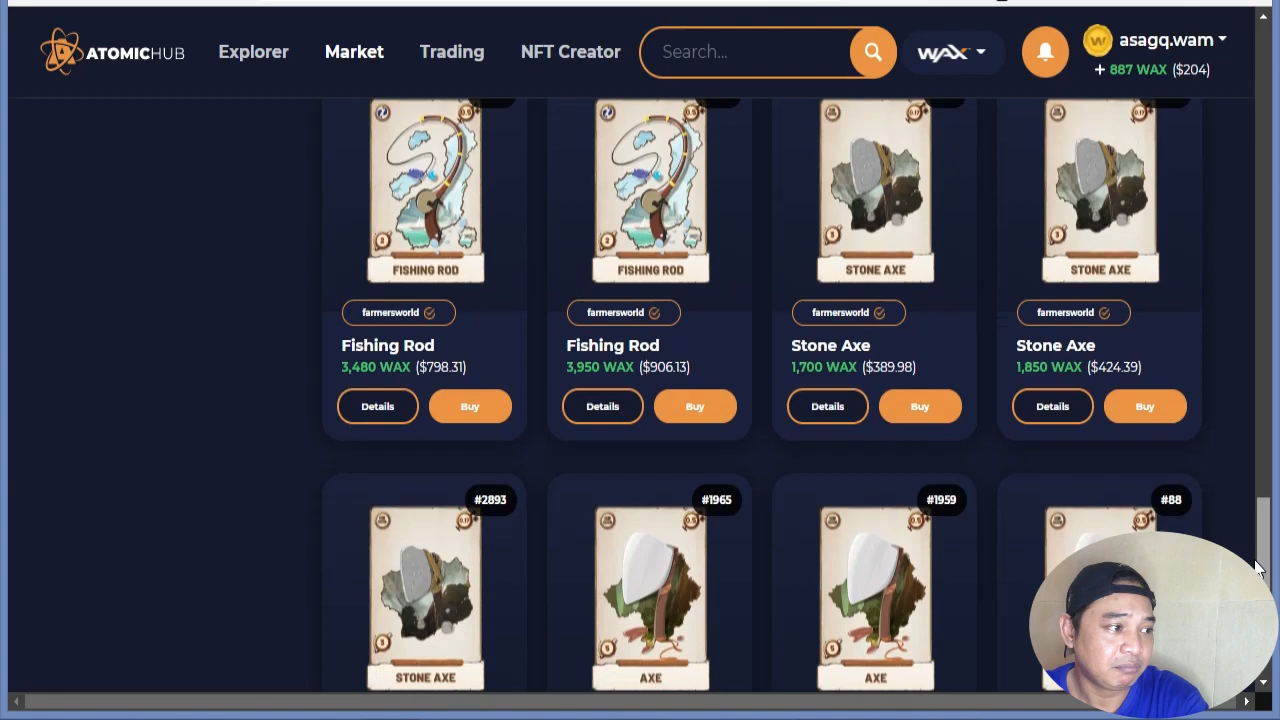 ATOMICHUB
Explorer
Market
Trading
NFT Creator
Search...
WAX
asagq.wam
+ 887 WAX ($204)
FISHING ROD
FISHING ROD
STONE AXE
STONE AXE
farmersworld
farmersworld
farmersworld
farmersworld
Fishing Rod
Fishing Rod
Stone Axe
Stone Axe
3,480 WAX ($798.31)
3,950 WAX ($906.13)
1,700 WAX ($389.98)
1,850 WAX ($424.39)
Details
Buy
Details
Buy
Details
Buy
Details
Buy
#2893
#1965
#1959
#88
STONE AXE
AXE
AXE